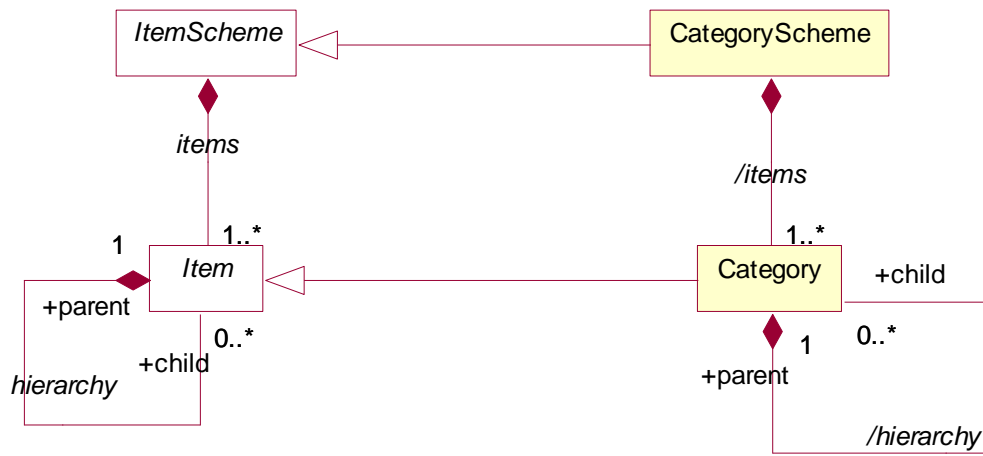 ItemScheme
CategoryScheme
items
/items
1
1..*
1..*
Item
Category
+child
+parent
0..*
1
0..*
+child
+parent
hierarchy
/hierarchy